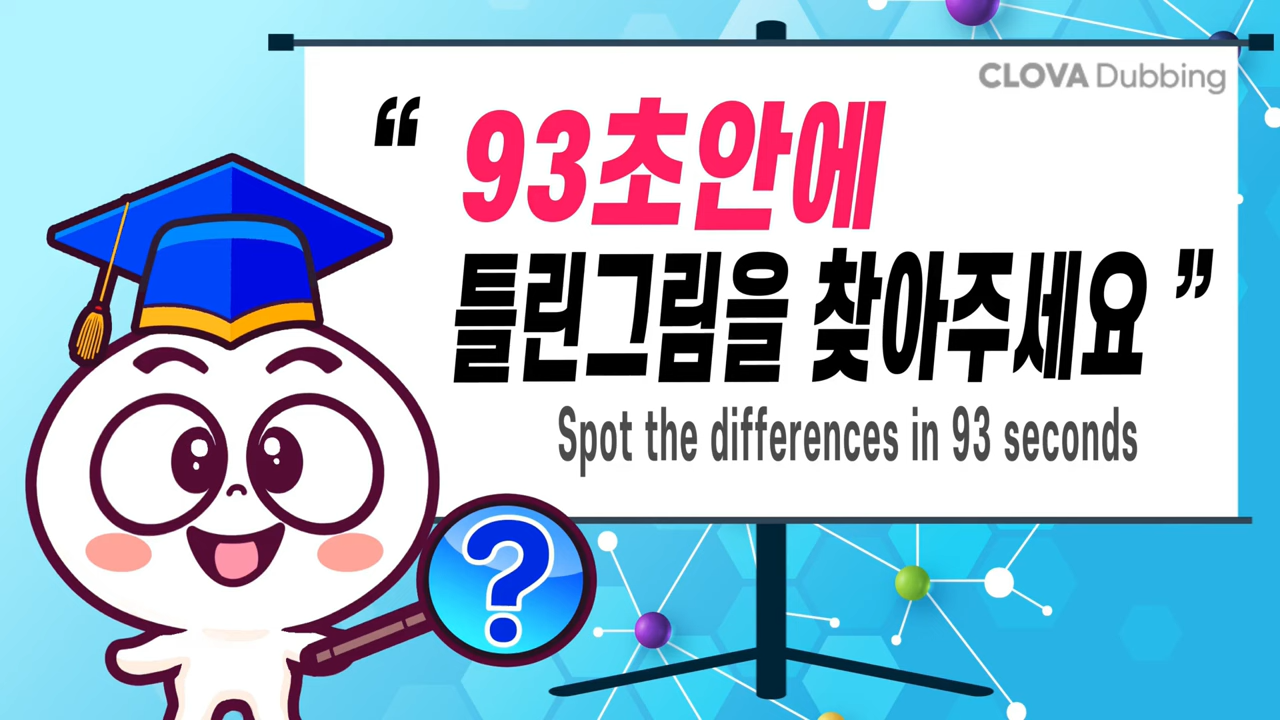 CLOVA Dubbing
“ 93초안에
틀린그림을 찾아주세요 ”
Spot the differences in 93 seconds
?